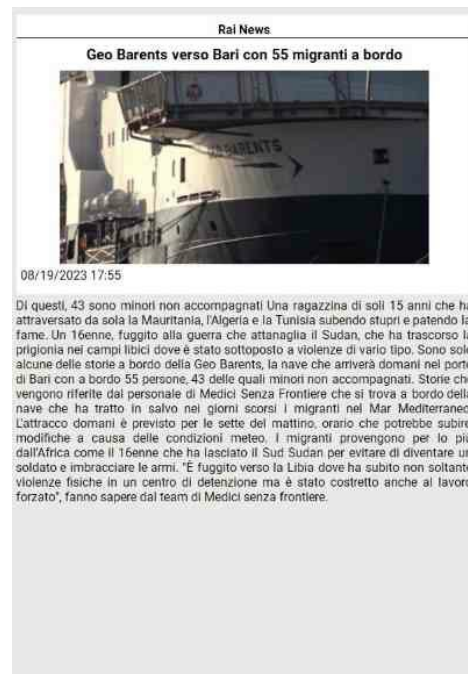 Rai News
Geo Barents verso Bari con 55 migranti a bordo
BARENTS
08/19/2023 17:55
Di questi, 43 sono minori non accompagnati Una ragazzina di soli 15 anni che ha
attraversato da sola la Mauritania, l'Algeria e la Tunisia subendo stupri e patendo la
fame. Un 16enne, fuggito alla guerra che attanaglia il Sudan, che ha trascorso la
prigionia nei campi libici dove è stato sottoposto a violenze di vario tipo. Sono solo
alcune delle storie a bordo della Geo Barents, la nave che arriverà domani nel porto
di Bari con a bordo 55 persone, 43 delle quali minori non accompagnati. Storie che
vengono riferite dal personale di Medici Senza Frontiere che si trova a bordo della
nave che ha tratto in salvo nei giorni scorsi i migranti nel Mar Mediterraneo.
L'attracco domani è previsto per le sette del mattino, orario che potrebbe subire
modifiche a causa delle condizioni meteo. I migranti provengono per lo più
dall'Africa come il 16enne che ha lasciato il Sud Sudan per evitare di diventare un
soldato e imbracciare le armi. "È fuggito verso la Libia dove ha subito non soltanto
violenze fisiche in un centro di detenzione ma è stato costretto anche al lavoro
forzato", fanno sapere dal team di Medici senza frontiere.